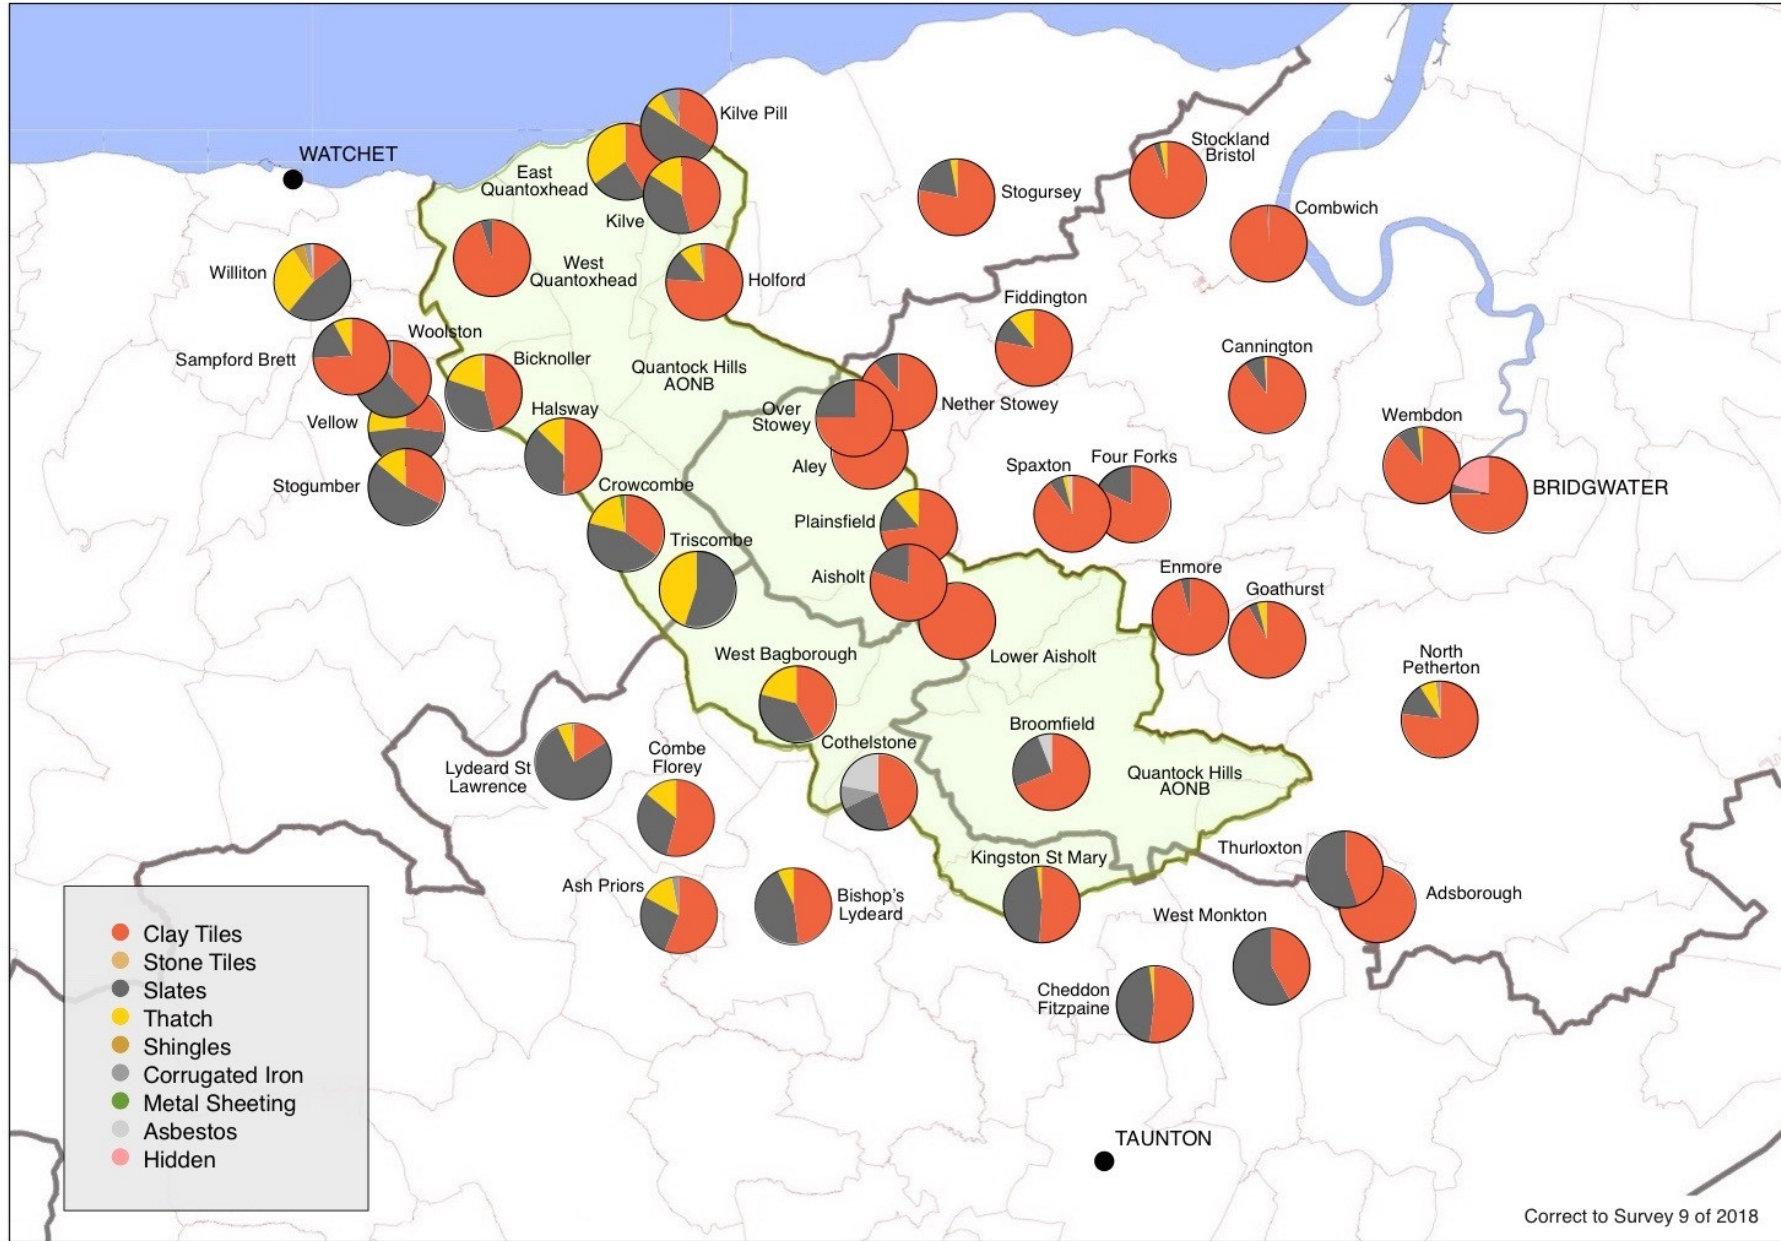 Kilve Pill
WATCHET
East
Quantoxhead
Stockland
Bristol
Stogursey
Combwich
Kilve
Williton
West
Quantoxhead
Holford
Fiddington
Woolston
Sampford Brett
Bicknoller
Quantock Hills
AONB
Cannington
Halsway
Over
Stowey
Nether Stowey
Wembdon
Vellow
Aley
Spaxton
Four Forks
Stogumber
Crowcombe
BRIDGWATER
Plainsfield
Triscombe
Aisholt
Enmore
Goathurst
West Bagborough
Lower Aisholt
North
Petherton
Broomfield
Cothelstone
Combe
Florey
Lydeard St
Lawrence
Quantock Hills
AONB
Thurloxton
Kingston St Mary
Ash Priors
Bishop’s
Lydeard
Adsborough
West Monkton
Cheddon
Fitzpaine
Clay Tiles
Stone Tiles
Slates
Thatch
Shingles
Corrugated Iron
Metal Sheeting
Asbestos
Hidden
TAUNTON
Correct to Survey 9 of 2018